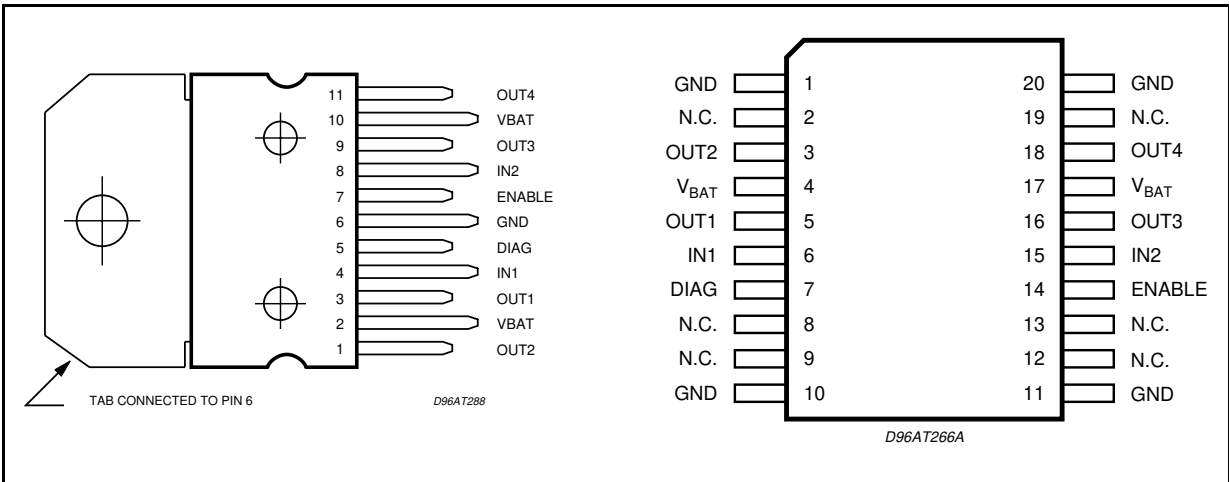 11 OUT4
10 VBAT
9 OUT3
8 IN2
7 ENABLE
6 GND
5 DIAG
4 IN1
3 OUT1
2 VBAT
1 OUT2
TAB CONNECTED TO PIN 6
D96AT288
GND 1 20 GND
N.C. 2 19 N.C.
OUT2 3 18 OUT4
VBAT 4 17 VBAT
OUT1 5 16 OUT3
IN1 6 15 IN2
DIAG 7 14 ENABLE
N.C. 8 13 N.C.
N.C. 9 12 N.C.
GND 10 11 GND
D96AT266A